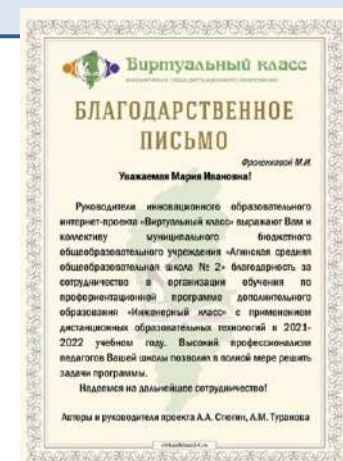 Виртуальный класс
БЛАГОДАРСТВЕННОЕ
ПИСЬМО
М.И.
Уважаемая Мария Ивановна!
Руководители инновационного образовательного
интернет-проекта «Виртуальный класс» выражают Вам и
коллективу муниципального бюджетного
общеобразовательного учреждения «Агинская средняя
общеобразовательная школа № 2» благодарность за
сотрудничество в организации обучения по
профориентационной программе дополнительного
образования «Инженерный класс» с применением
дистанционных образовательных технологий в 2021-
2022 учебном году. Высокий профессионализм
педагогов Вашей школы позволил в полной мере решить
задачи программы.
Надеемся на дальнейшее сотрудничество!
Авторы и руководители проекта А.А. Стюгин, А.М. Туранова